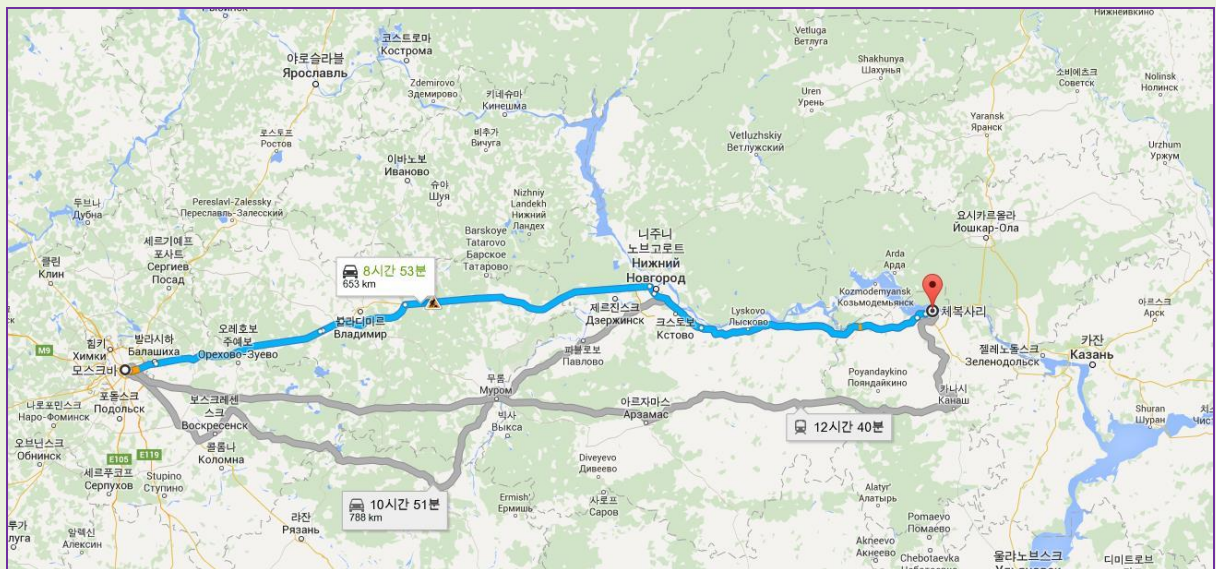 코스트로마
Кострома
야로슬라블
Ярославль
Zdemirovo
Здемирово
키네슈마
Кинешма
Vetluga
Ветлуга
Shakhunya
Шахунья
Uren
Урень
소비에츠크
Советск
Nolinsk
Нолинск
Нижнеивкино
로스토프
Ростов
비추가
Вичуга
Vetluzhskiy
Ветлужский
Yaransk
Яранск
Urzhum
Уржум
이바노보
Иваново
슈야
Шуя
Nizhniy
Landekh
Нижний
Ландех
두브나
Дубна
Pereslavl-Zalessky
Переславль-Залесский
Barskoye
Tatarovo
Барское
Татарово
요시카르올라
Йошкар-Ола
클린
Клин
세르기예프
포사트
Сергиев
Посад
니주니
노브고로트
Нижний
Новгород
Arda
Арда
8시간 53분
653 km
Kozmodemyansk
Козьмодемьянск
체복사리
아르스크
Арск
제르진스크
Дзержинск
Lyskovo
Лысково
크스토보
Кстово
블라디미르
Владимир
오레호보
주예보
Орехово-Зуево
발라시하
Балашиха
힘키
Химки
M9
모스크바
파블로보
Павлово
젤레노돌스크
Зеленодольск
카잔
Казань
Poyandaykino
Пояндайкино
카나시
Канаш
무롬
Муром
아르자마스
Арзамас
포돌스크
Подольск
나로포민스크
Наро-Фоминск
보스크레센
스크
Воскресенск
빅사
Выкса
12시간 40분
Shuran
Шуран
오브닌스크
Обнинск
E105
E119
콜롬나
Коломна
Diveyevo
Дивеево
세르푸코프
Серпухов
Stupino
Ступино
Alatyr'
Алатырь
10시간 51분
788 km
Ermish'
Ермишь
사로프
Саров
라잔
Рязань
알렉신
Алексин
Pomaevo
Помаево
Akneevo
Акнеево
Chebotaevka
울라노브스크
디미트로브